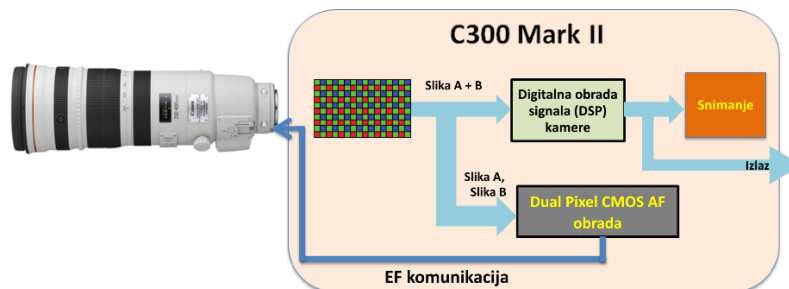 C300 Mark II
Slika A + B
Digitalna obrada
signala (DSP)
kamere
Snimanje
Izlaz
Slika A,
Slika B
Dual Pixel CMOS AF
obrada
EF komunikacija